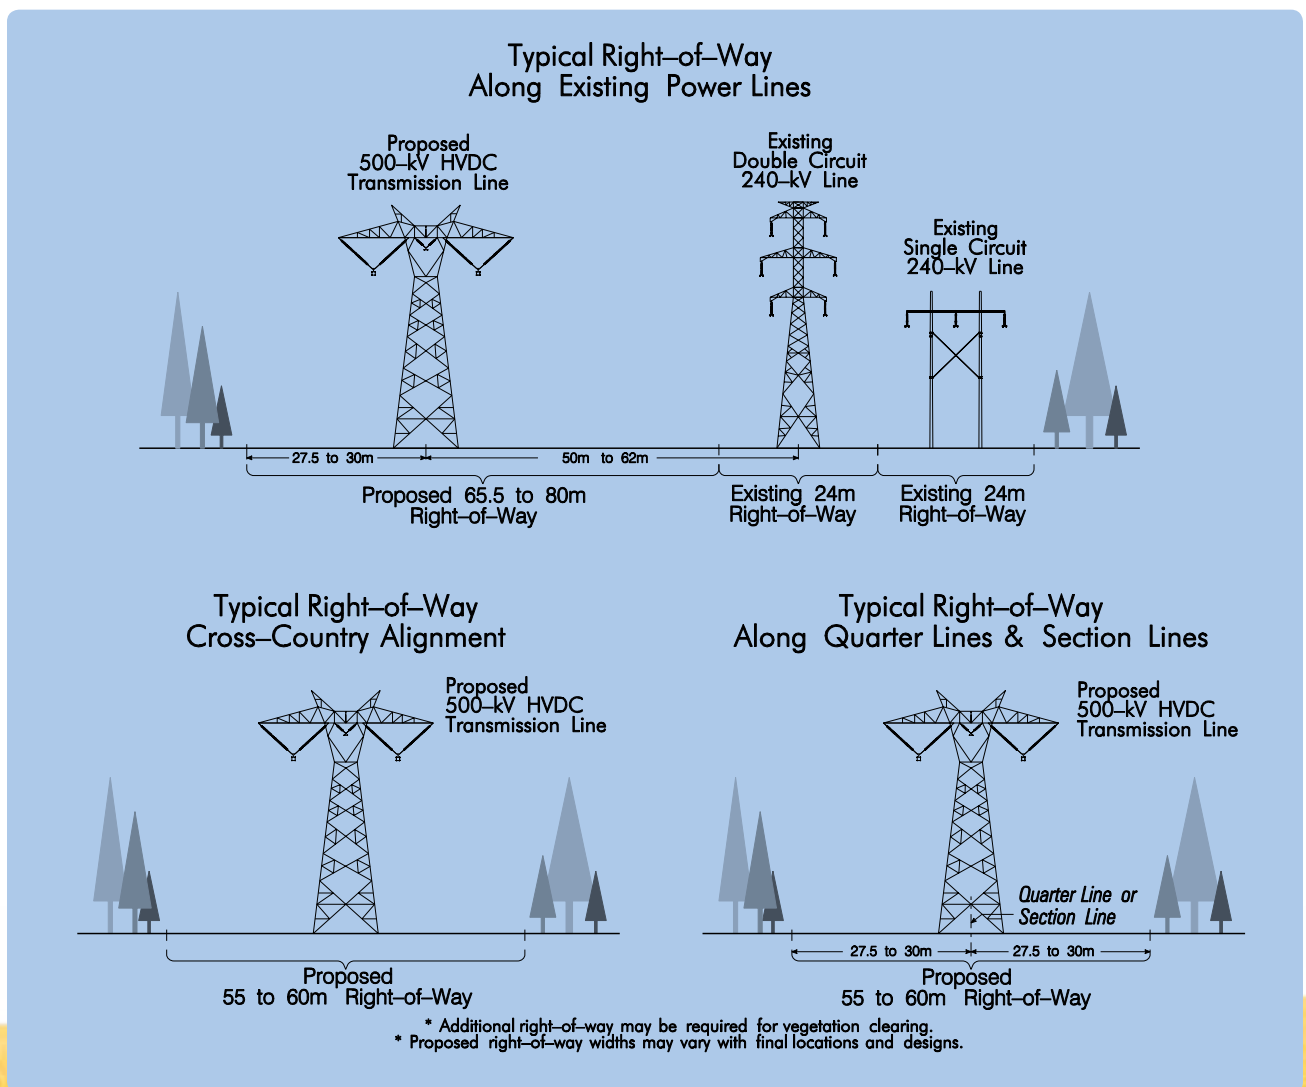 Typical Right–of–Way
Along Existing Power Lines
Proposed
500–kV HVDC
Transmission Line
Existing
Double Circuit
240–kV Line
Existing
Single Circuit
240–kV Line
27.5 to 30m
50m to 62m
Proposed 65.5 to 80m
Right–of–Way
Existing 24m
Right–of–Way
Existing 24m
Right–of–Way
Typical Right–of–Way
Cross–Country Alignment
Proposed
500–kV HVDC
Transmission Line
Proposed
55 to 60m Right–of–Way
Typical Right–of–Way
Along Quarter Lines & Section Lines
Proposed
500–kV HVDC
Transmission Line
Quarter Line or
Section Line
27.5 to 30m
27.5 to 30m
Proposed
55 to 60m Right–of–Way
* Additional right–of–way may be required for vegetation clearing.
* Proposed right–of–way widths may vary with final locations and designs.